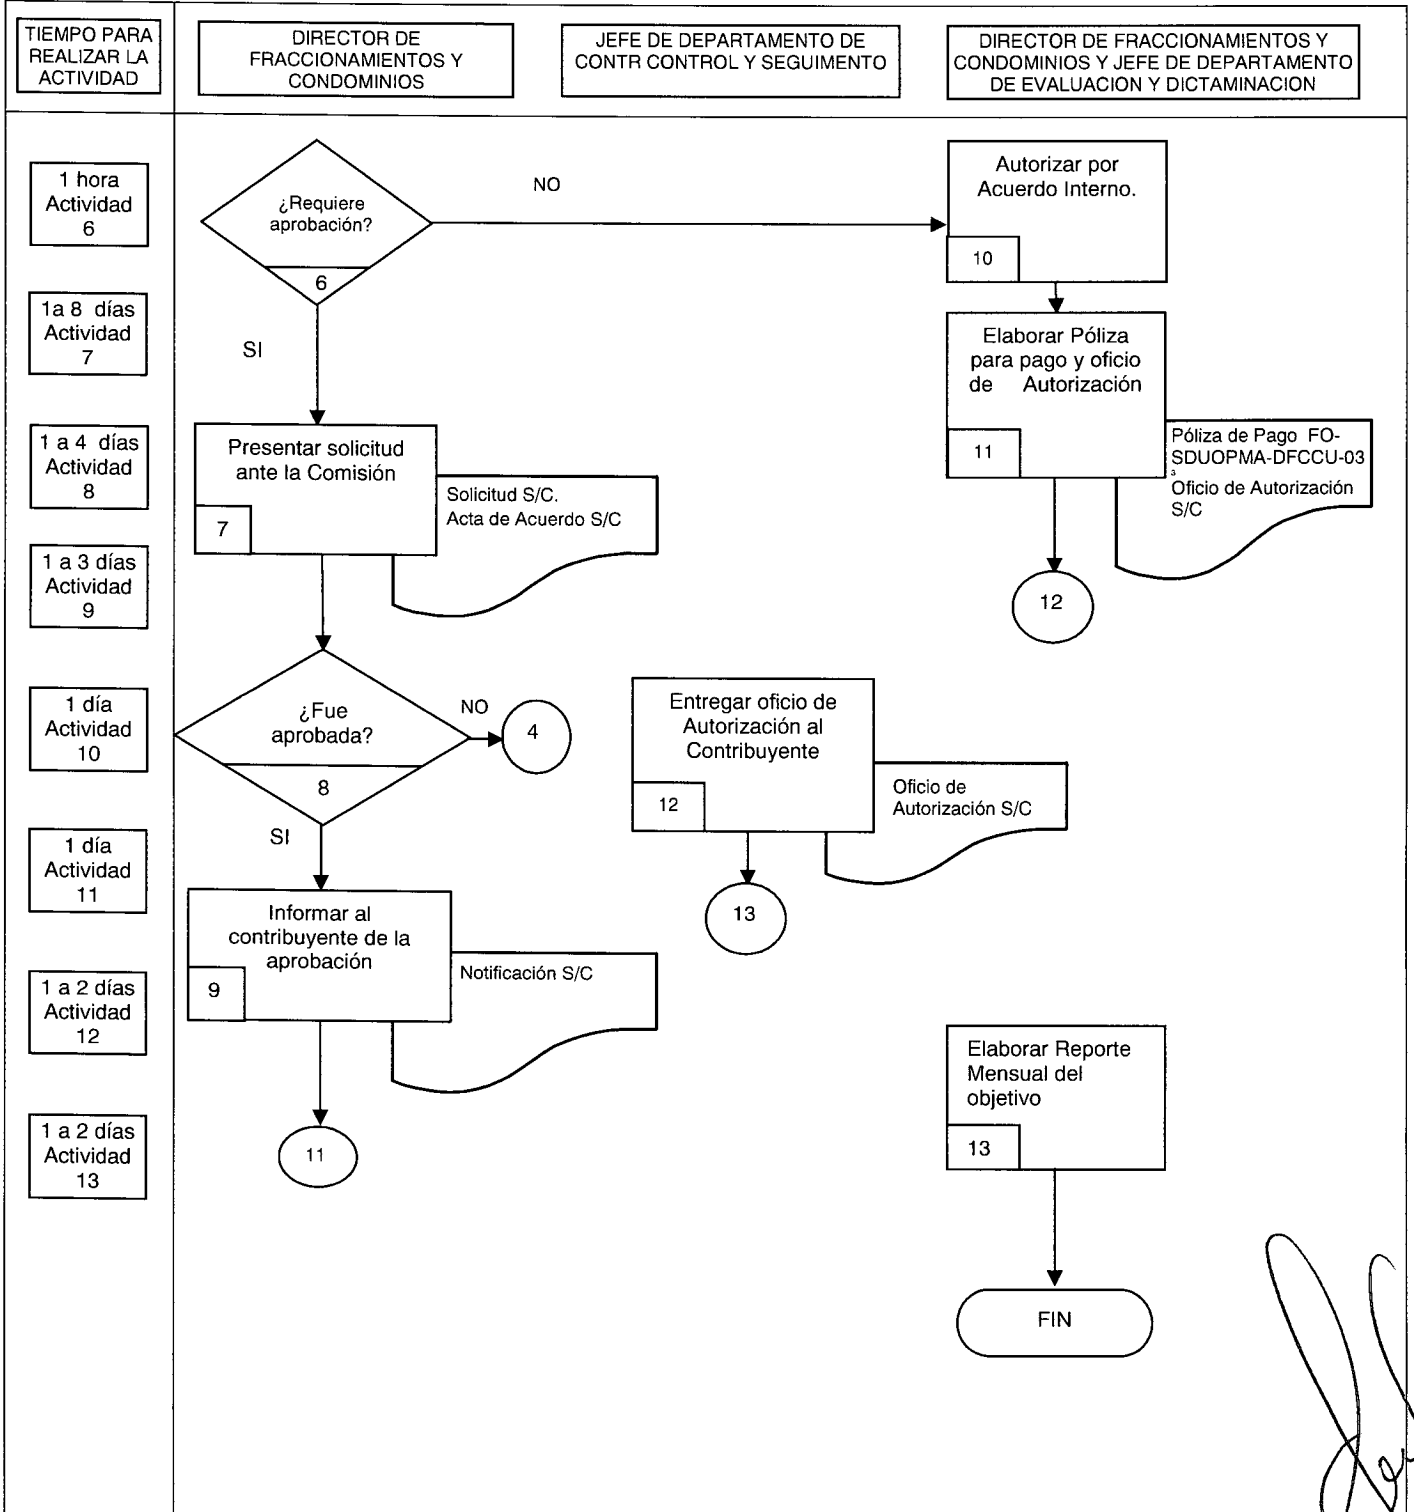 TIEMPO PARA
REALIZAR LA
ACTIVIDAD
DIRECTOR DE
FRACCIONAMIENTOS Y
CONDOMINIOS
JEFE DE DEPARTAMENTO DE
CONTR CONTROL Y SEGUIMENTO
DIRECTOR DE FRACCIONAMIENTOS Y
CONDOMINIOS Y JEFE DE DEPARTAMENTO
DE EVALUACION Y DICTAMINACION
1 hora
Actividad
6
1a 8 días
Actividad
7
1 a 4 días
Actividad
8
1 a 3 días
Actividad
9
1 día
Actividad
10
1 día
Actividad
11
1 a 2 días
Actividad
12
1 a 2 días
Actividad
13
¿Requiere
aprobación?
6
NO
SI
Presentar solicitud
ante la Comisión
7
Solicitud S/C.
Acta de Acuerdo S/C
¿Fue
aprobada?
8
NO
4
SI
Informar al
contribuyente de la
aprobación
9
Notificación S/C
11
Entregar oficio de
Autorización al
Contribuyente
12
Oficio de
Autorización S/C
13
Autorizar por
Acuerdo Interno.
10
Elaborar Póliza
para pago y oficio
de Autorización
11
Póliza de Pago FO-
SDUOPMA-DFCCU-03
3
Oficio de Autorización
S/C
12
Elaborar Reporte
Mensual del
objetivo
13
FIN